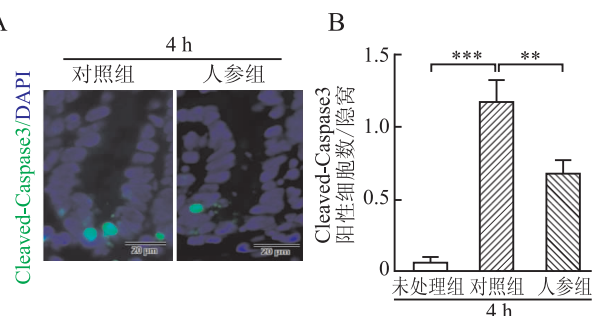 A
4 h
对照组
人参组
Cleaved-Caspase3/DAPI
20 μm
20 μm
B
Cleaved-Caspase3
阳性细胞数/隐窝
1.5
1.0
0.5
0
***
**
未处理组
对照组
人参组
4 h